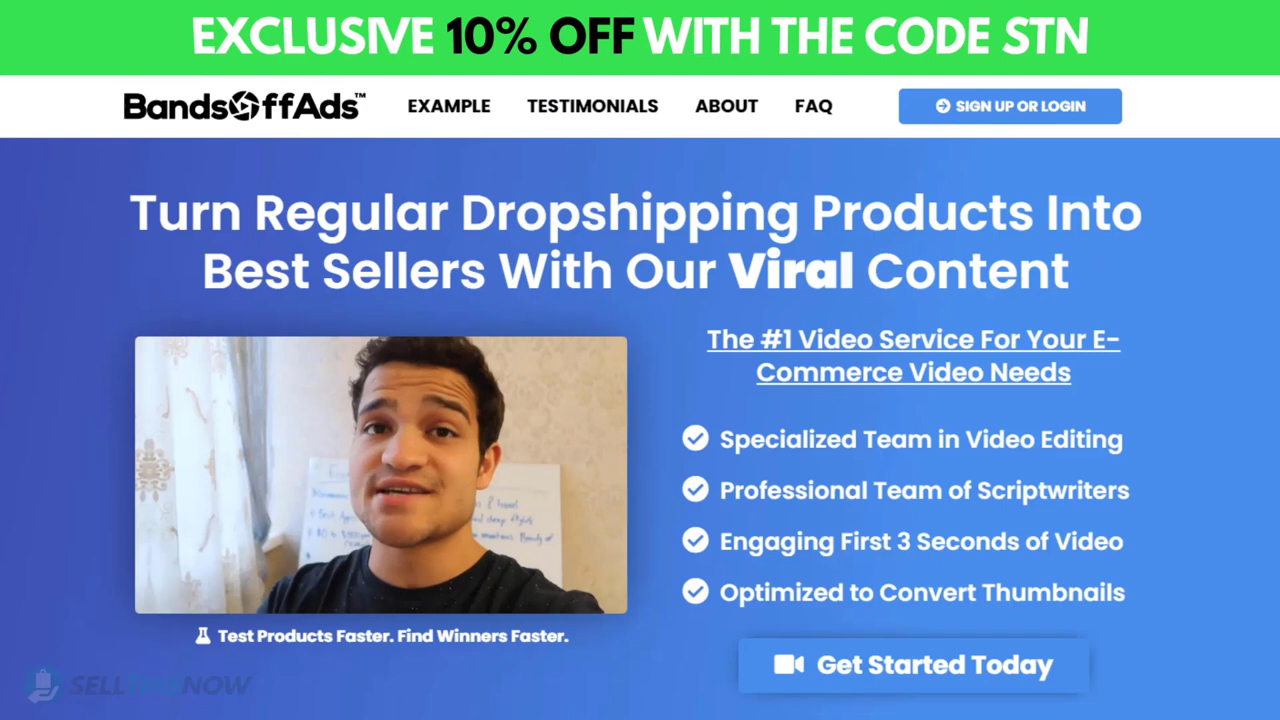 EXCLUSIVE 10% OFF WITH THE CODE STN
BandsOffAds™ EXAMPLE TESTIMONIALS ABOUT FAQ SIGN UP OR LOGIN
Turn Regular Dropshipping Products Into
Best Sellers With Our Viral Content
The #1 Video Service For Your E-
Commerce Video Needs
Specialized Team in Video Editing
Professional Team of Scriptwriters
Engaging First 3 Seconds of Video
Optimized to Convert Thumbnails
Test Products Faster. Find Winners Faster.
Get Started Today
SELLTHISNOW